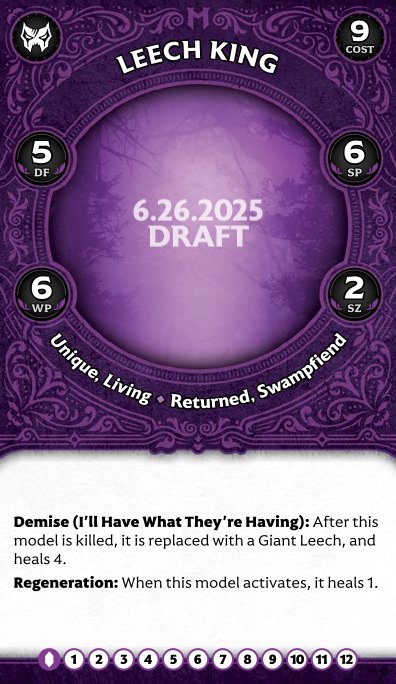 LEECH KING
9
COST
5
DF
6
SP
6.26.2025
DRAFT
6
WP
2
SZ
Unique, Living ◆ Returned, Swampfiend
Demise (I'll Have What They're Having): After this
model is killed, it is replaced with a Giant Leech, and
heals 4.
Regeneration: When this model activates, it heals 1.
1 2 3 4 5 6 7 8 9 10 11 12